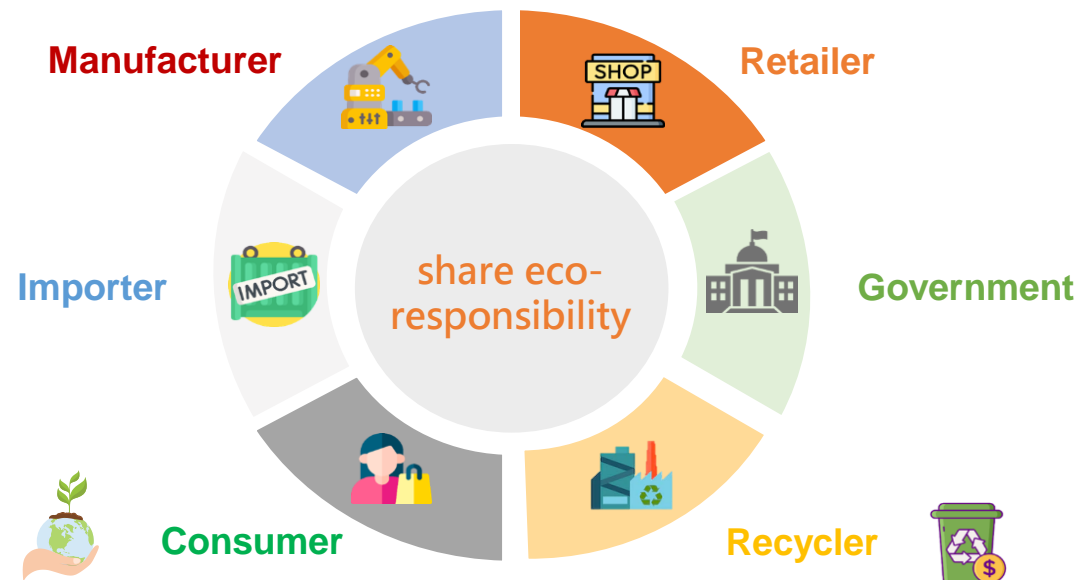 Manufacturer
SHOP
Retailer
Importer
IMPORT
share eco-
responsibility
Government
Consumer
Recycler
$